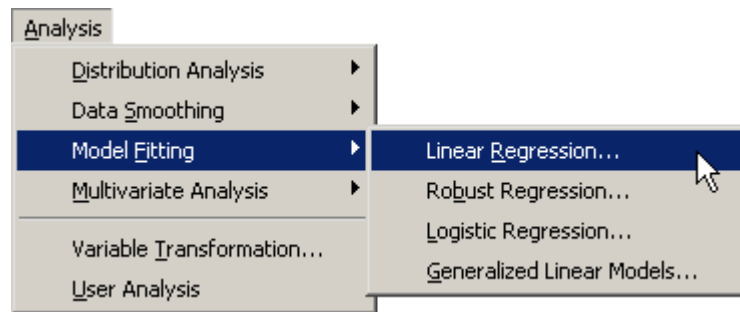 Analysis
Distribution Analysis
Data Smoothing
Model Fitting
Multivariate Analysis
Variable Transformation...
User Analysis
Linear Regression...
Robust Regression...
Logistic Regression...
Generalized Linear Models...